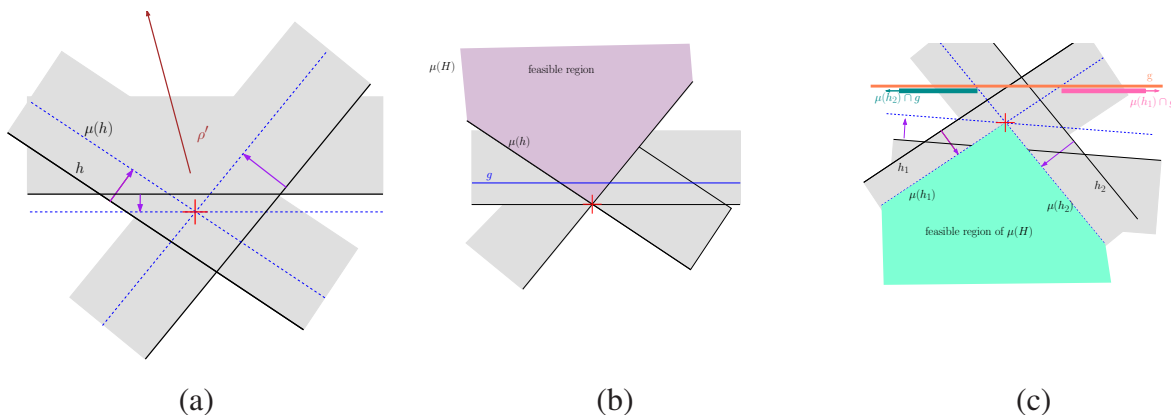 μ(h)
h
ρ′
μ(H)
feasible region
μ(h)
g
g
μ(h₂) ∩ g
μ(h₁) ∩ g
h₁
h₂
μ(h₁)
μ(h₂)
feasible region of μ(H)
(a)
(b)
(c)